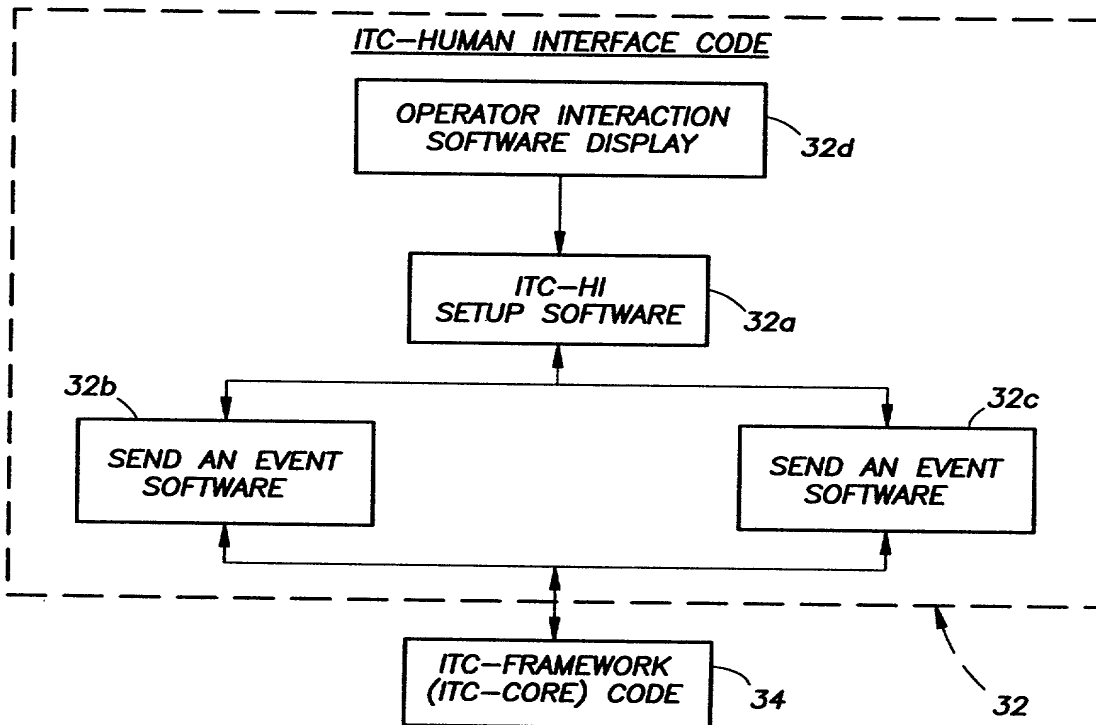 ITC-HUMAN INTERFACE CODE
OPERATOR INTERACTION
SOFTWARE DISPLAY
32d
ITC-HI
SETUP SOFTWARE
32a
32b
32c
SEND AN EVENT
SOFTWARE
SEND AN EVENT
SOFTWARE
ITC-FRAMEWORK
(ITC-CORE) CODE
34
32